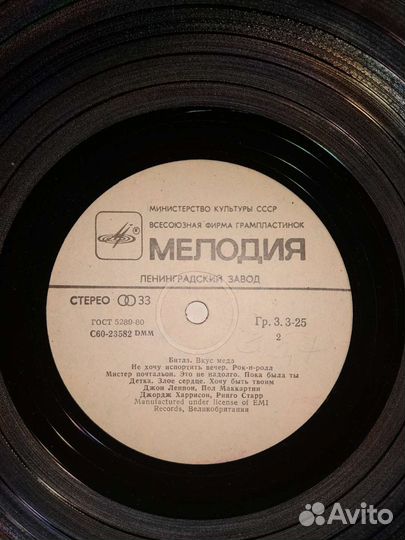 МИНИСТЕРСТВО КУЛЬТУРЫ СССР
ВСЕСОЮЗНАЯ ФИРМА ГРАМПЛАСТИНОК
МЕЛОДИЯ
ЛЕНИНГРАДСКИЙ ЗАВОД
СТЕРЕО 33
ГОСТ 5289-80 Гр. 3. 3-25
С60-23582 DMM 2
Битлз. Вкус меда
Не хочу испортить вечер. Рок-н-ролл
Мистер почтальон. Это не надолго. Пока была ты
Детка. Злое сердце. Хочу быть твоим
Джон Леннон, Пол Маккартни
Джордж Харрисон, Ринго Старр
Manufactured under license of EMI
Records, Великобритания
Avito